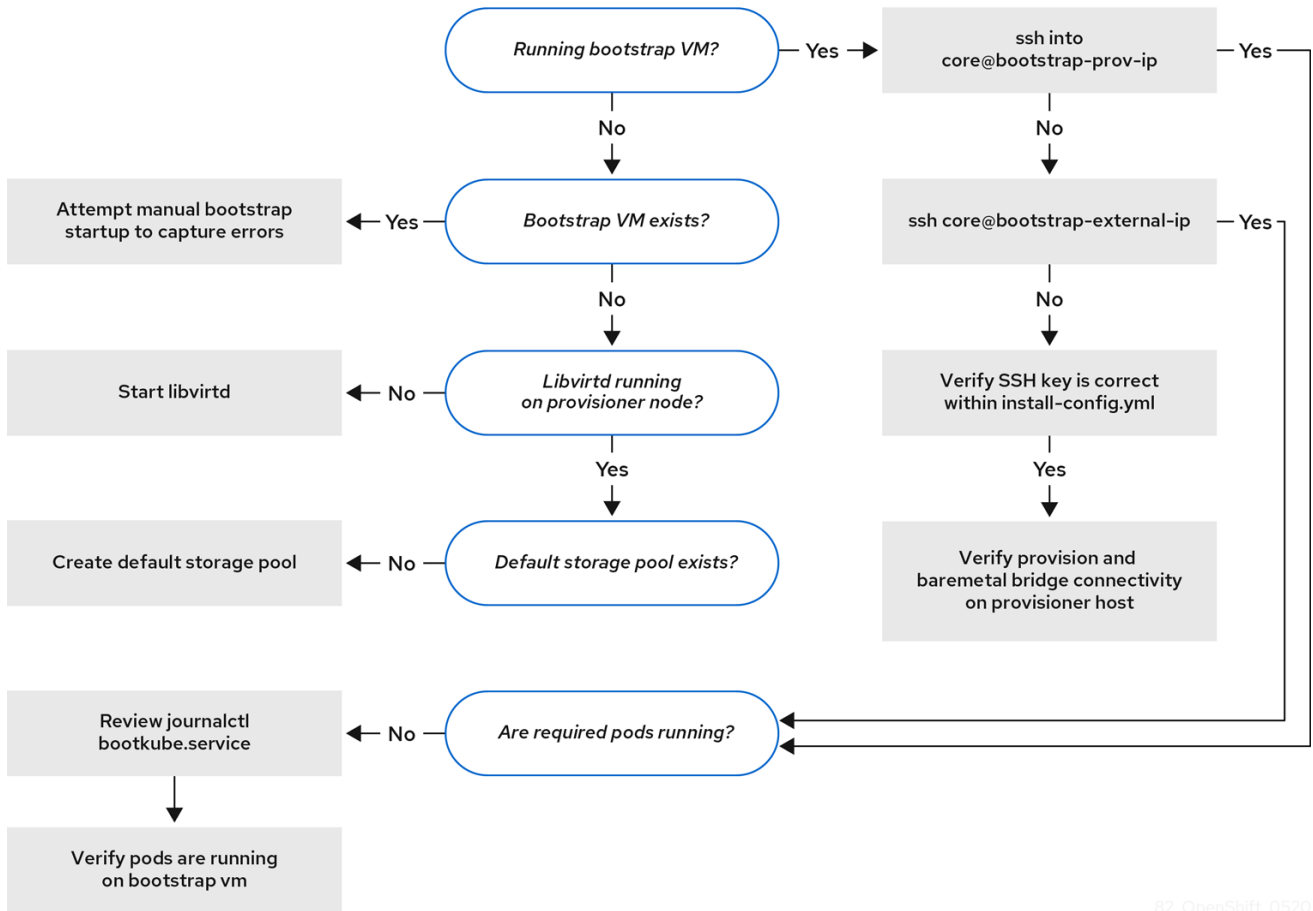 Running bootstrap VM?
Yes
ssh into
core@bootstrap-prov-ip
Yes
No
No
Attempt manual bootstrap
startup to capture errors
Yes
Bootstrap VM exists?
ssh core@bootstrap-external-ip
Yes
No
No
Start libvirtd
No
Libvirtd running
on provisioner node?
Verify SSH key is correct
within install-config.yml
Yes
Yes
Create default storage pool
No
Default storage pool exists?
Verify provision and
baremetal bridge connectivity
on provisioner host
Review journalctl
bootkube.service
No
Are required pods running?
Verify pods are running
on bootstrap vm
82_OpenShift_0520